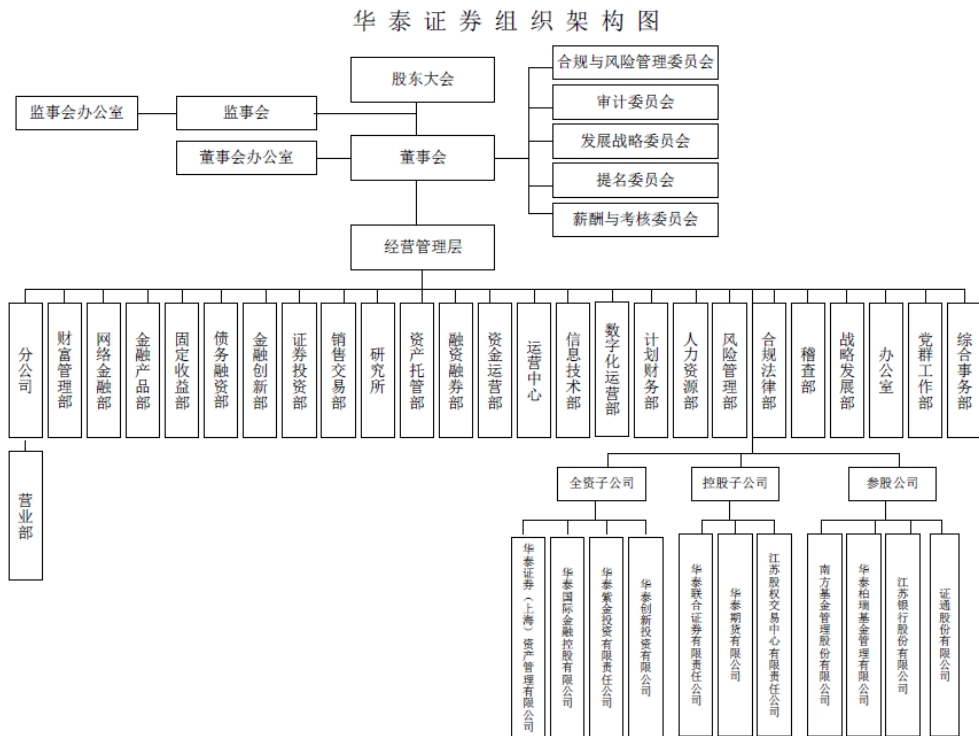 华泰证券组织架构图
股东大会
合规与风险管理委员会
审计委员会
发展战略委员会
提名委员会
薪酬与考核委员会
监事会办公室
监事会
董事会办公室
董事会
经营管理层
分公司
财富管理部
网络金融部
金融产品部
固定收益部
债务融资部
金融创新部
证券投资部
销售交易部
研究所
资产托管部
融资融券部
资金运营部
运营中心
信息技术部
数字化运营部
计划财务部
人力资源部
风险管理部
合规法律部
稽查部
战略发展部
办公室
党群工作部
综合事务部
营业部
全资子公司
控股子公司
参股公司
华泰证券（上海）资产管理有限公司
华泰国际金融控股有限公司
华泰紫金投资有限责任公司
华泰创新投资有限公司
华泰联合证券有限责任公司
华泰期货有限公司
江苏股权交易中心有限责任公司
南方基金管理股份有限公司
华泰柏瑞基金管理有限公司
江苏银行股份有限公司
证通股份有限公司